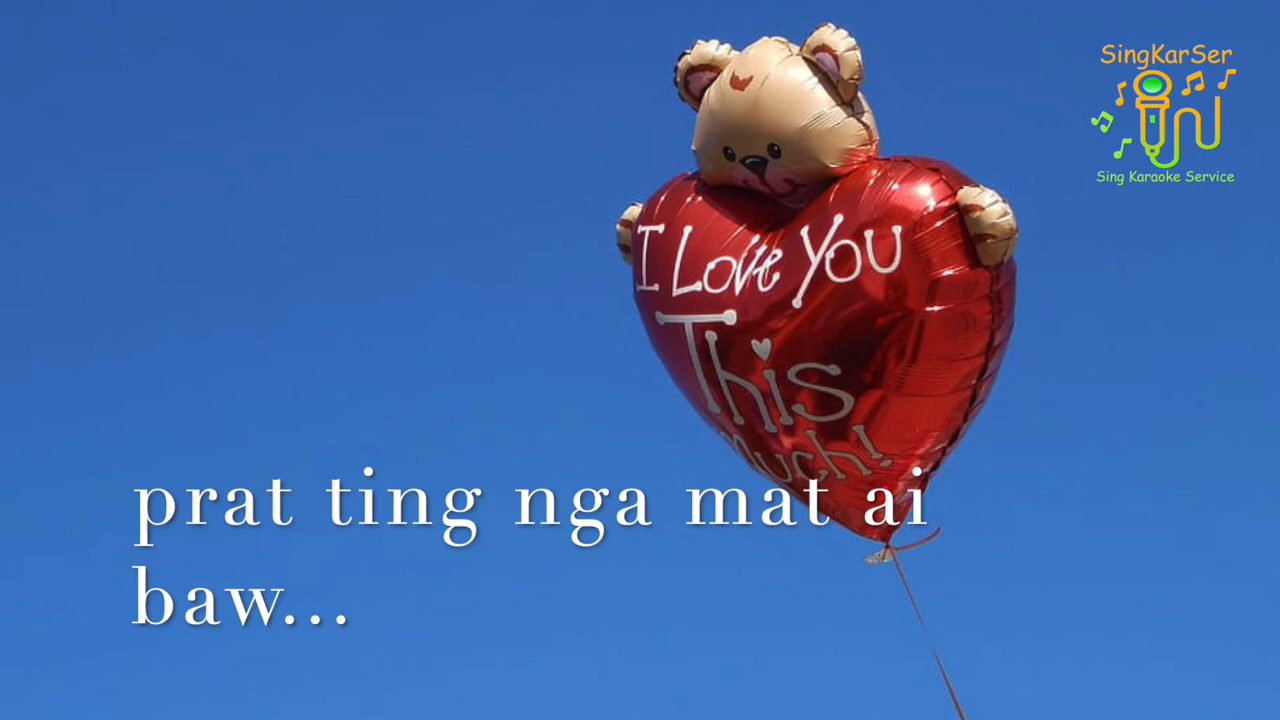 SingKarSer
Sing Karaoke Service
I Love You
This
much!
prat ting nga mat ai
baw...